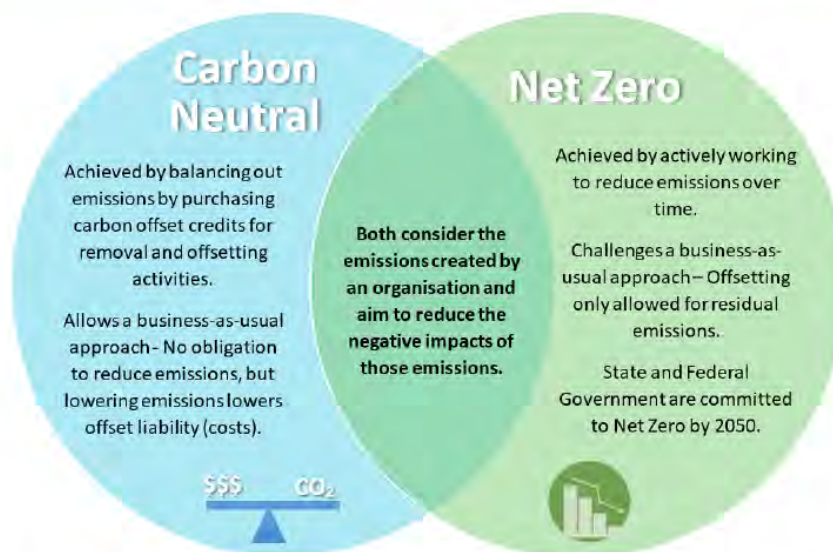 Carbon
Neutral
Achieved by balancing out
emissions by purchasing
carbon offset credits for
removal and offsetting
activities.
Allows a business-as-usual
approach- No obligation
to reduce emissions, but
lowering emissions lowers
offset liability (costs).
$$$ CO₂
Both consider the
emissions created by
an organisation and
aim to reduce the
negative impacts of
those emissions.
Net Zero
Achieved by actively working
to reduce emissions over
time.
Challenges a business-as-
usual approach – Offsetting
only allowed for residual
emissions.
State and Federal
Government are committed
to Net Zero by 2050.